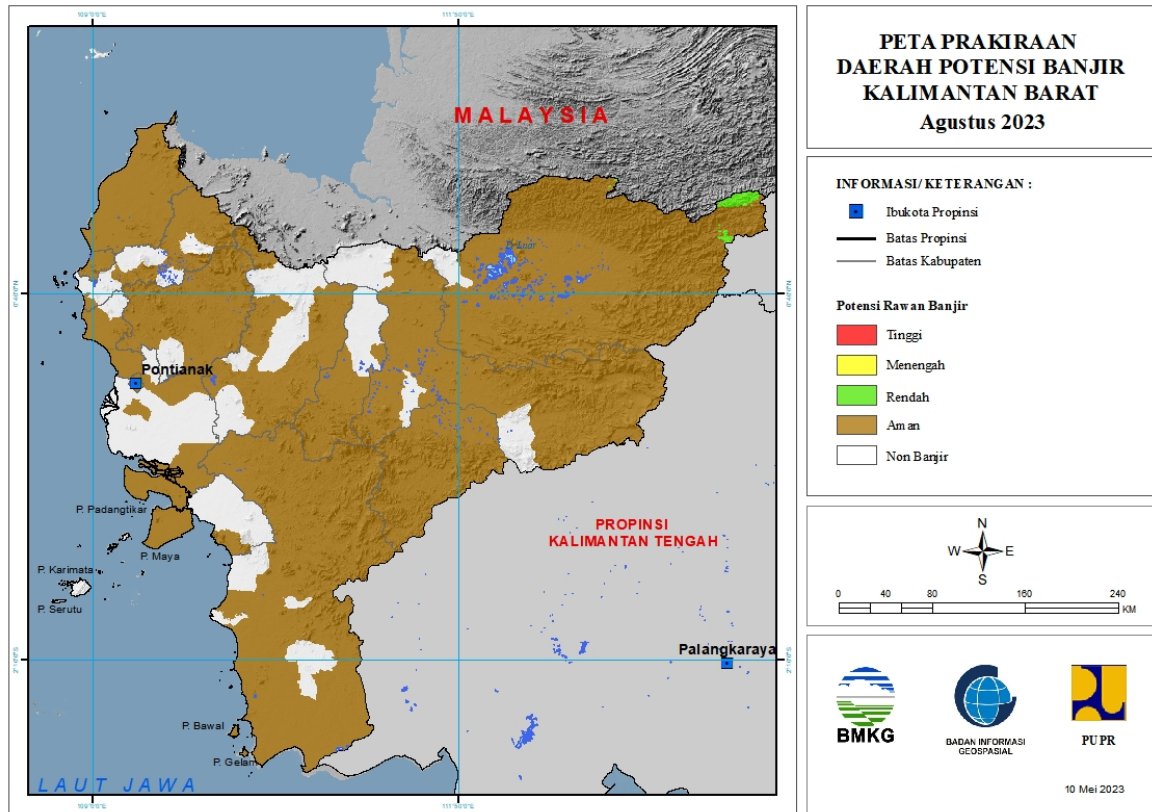 PETA PRAKIRAAN
DAERAH POTENSI BANJIR
KALIMANTAN BARAT
Agustus 2023
INFORMASI/ KETERANGAN :
Ibukota Propinsi
Batas Propinsi
Batas Kabupaten
Potensi Rawan Banjir
Tinggi
Menengah
Rendah
Aman
Non Banjir
N
W E
S
0 40 80 160 240
KM
BMKG
BADAN INFORMASI
GEOSPASIAL
PUPR
10 Mei 2023
MALAYSIA
Pontianak
P. Padangtikar
P. Maya
P. Karimata
P. Serutu
PROPINSI
KALIMANTAN TENGAH
Palangkaraya
P. Bawal
P. Gelam
LAUT JAWA